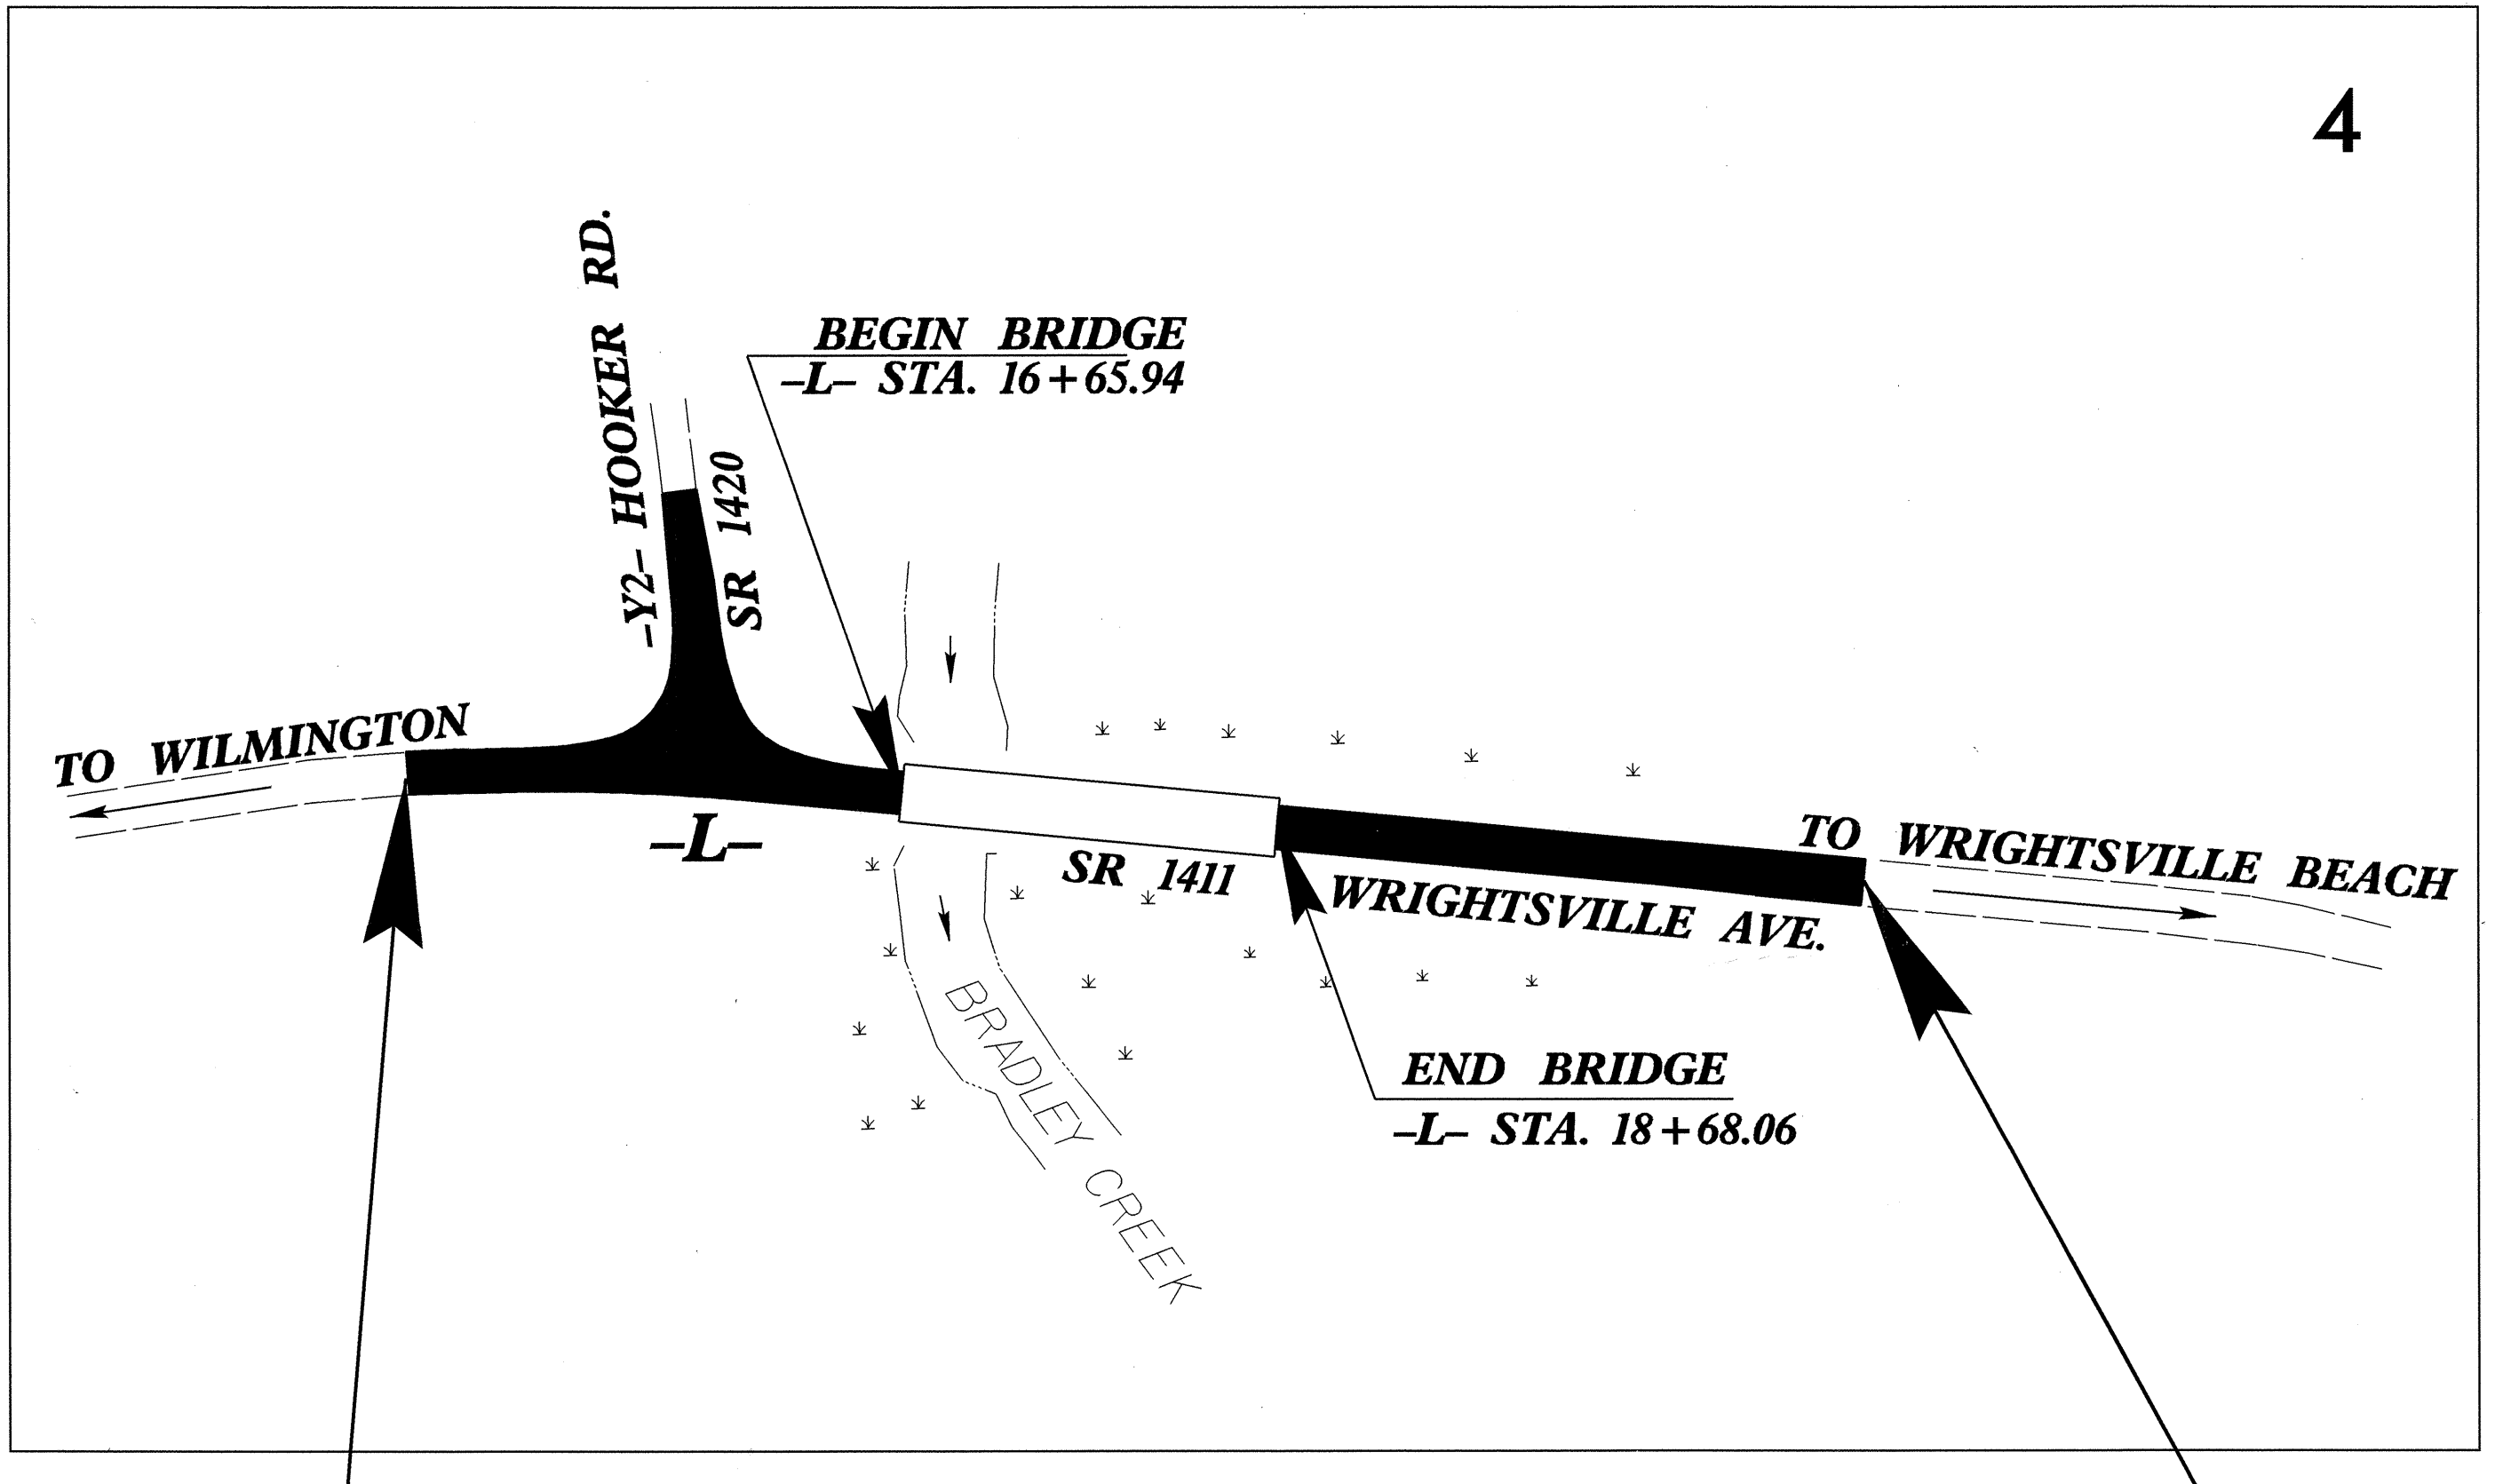 4
-Y2- HOOKER RD.
SR 1420
BEGIN BRIDGE
-L- STA. 16+65.94
TO WILMINGTON
-L-
SR 1411
WRIGHTSVILLE AVE.
TO WRIGHTSVILLE BEACH
BRADLEY CREEK
END BRIDGE
-L- STA. 18+68.06